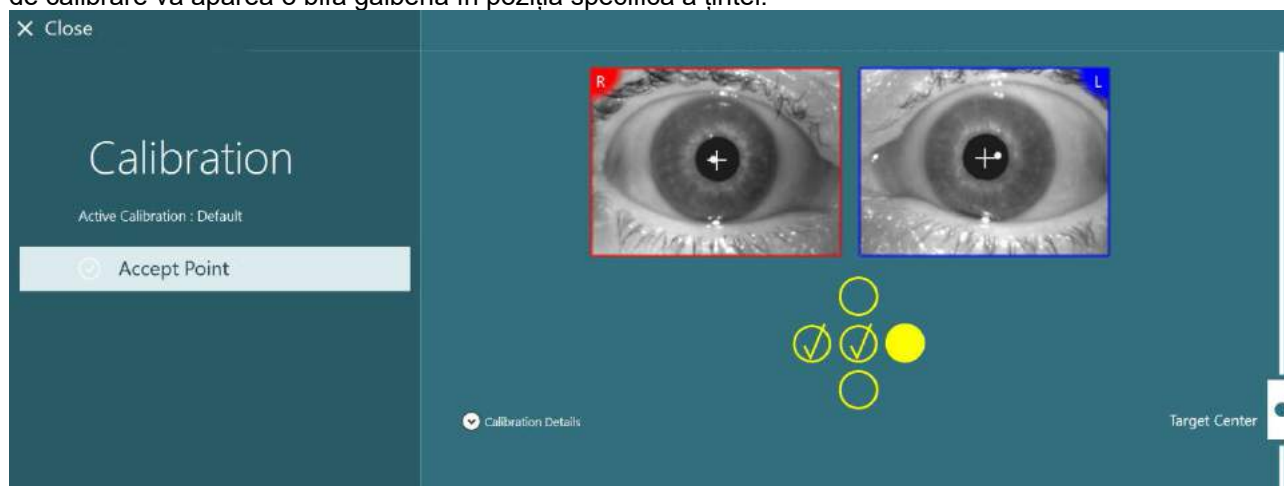 de calibrare va apărea o bifă galbenă în poziția specifică a țintei.
Close
R
L
Calibration
Active Calibration : Default
Accept Point
Calibration Details
Target Center